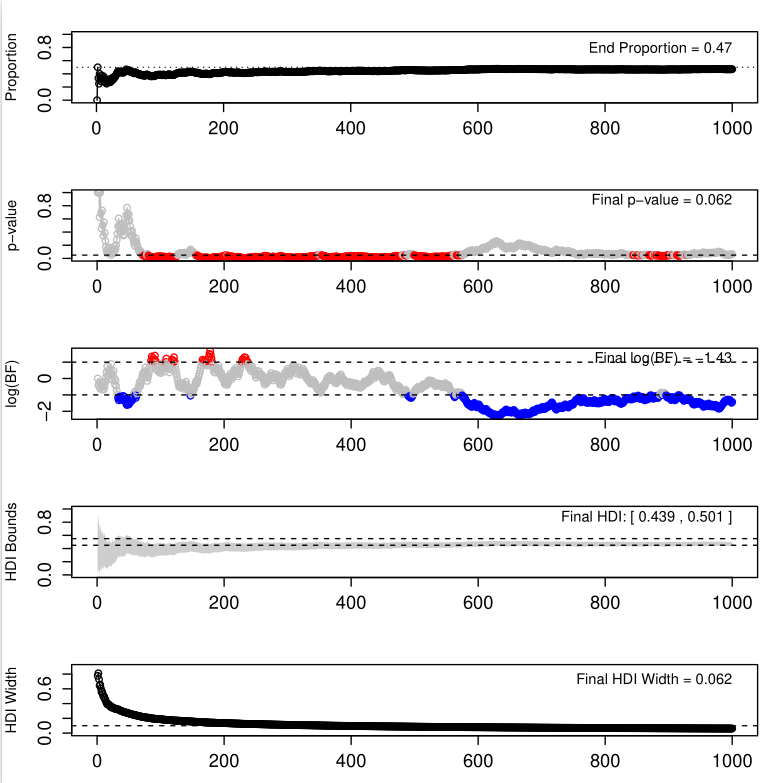 Proportion
0.8
0.0
End Proportion = 0.47
0 200 400 600 800 1000
p−value
0.8
0.0
Final p−value = 0.062
0 200 400 600 800 1000
log(BF)
0
−2
Final log(BF) = −1.43
0 200 400 600 800 1000
HDI Bounds
0.8
0.0
Final HDI: [ 0.439 , 0.501 ]
0 200 400 600 800 1000
HDI Width
0.6
0.0
Final HDI Width = 0.062
0 200 400 600 800 1000